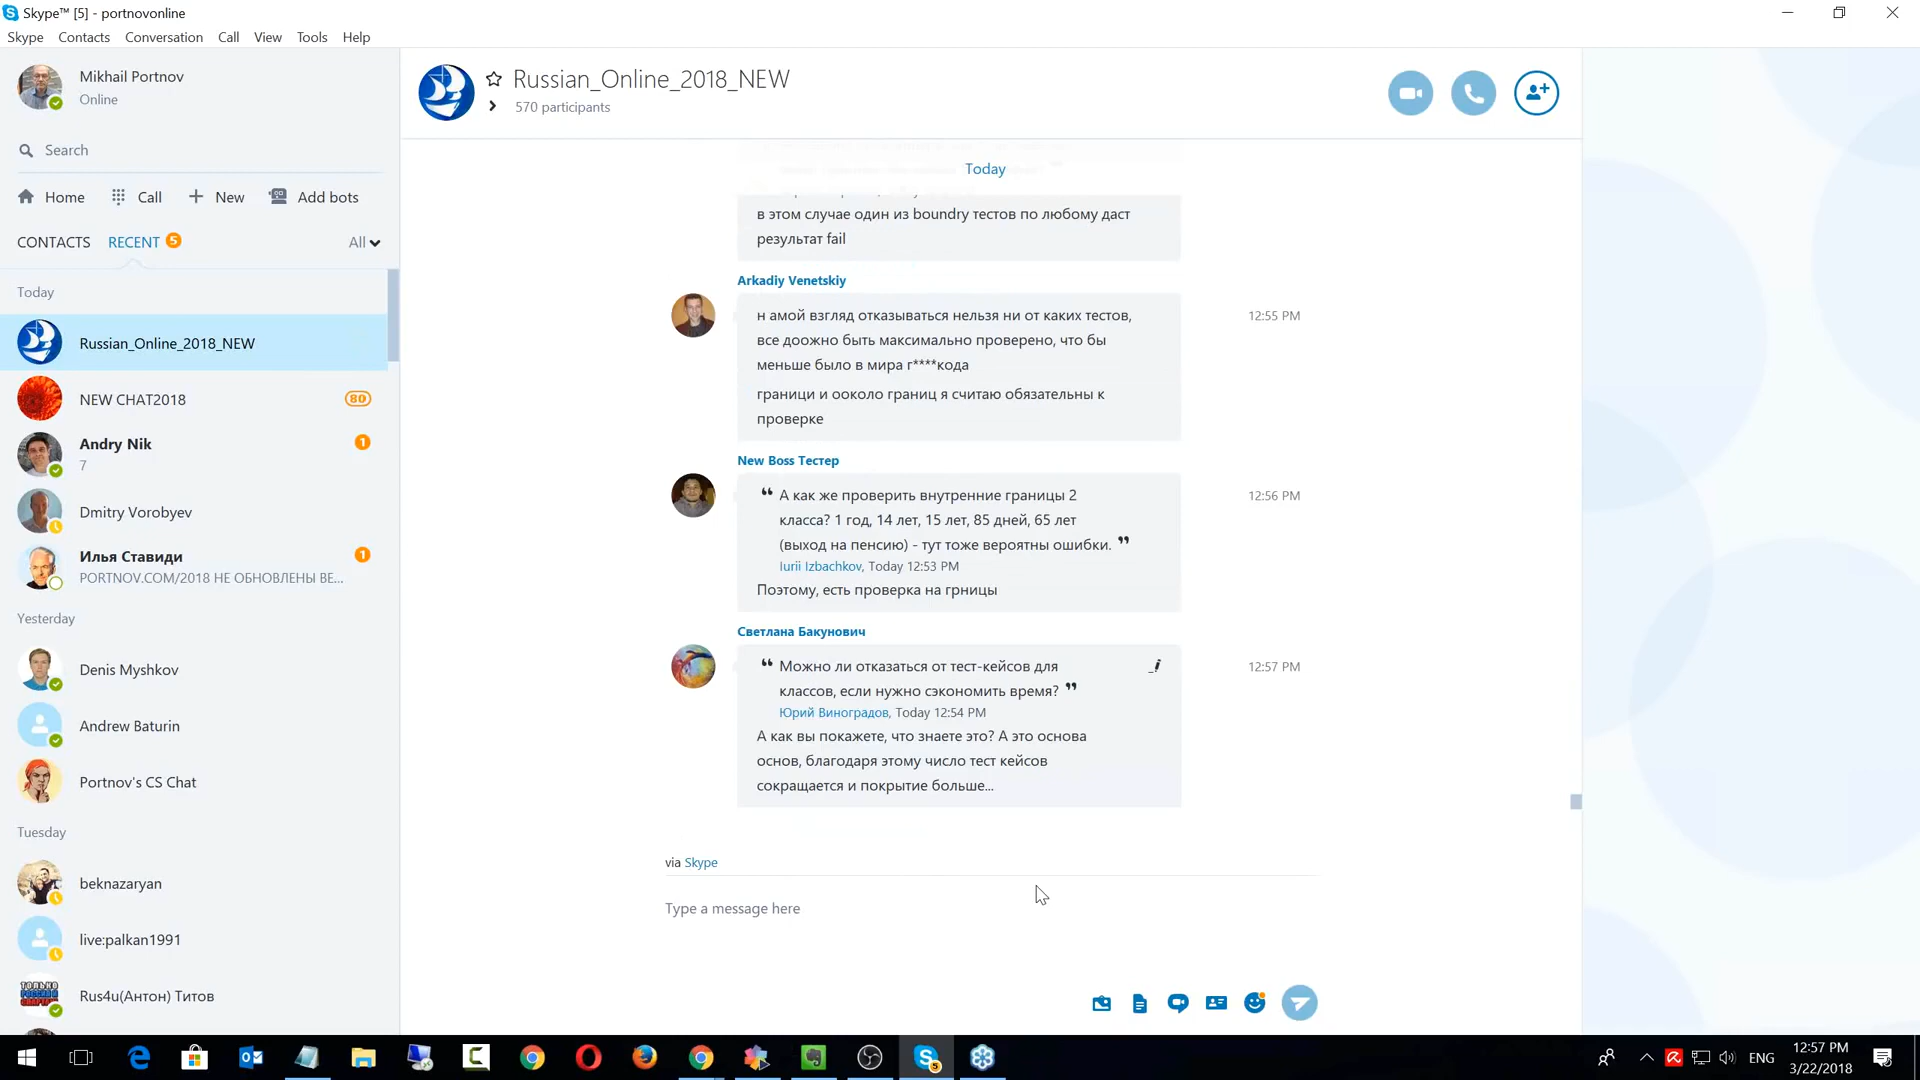 Skype™ [5] - portnovonline
Skype Contacts Conversation Call View Tools Help
Mikhail Portnov
Online
Search
Home Call New Add bots
CONTACTS RECENT 5 All
Today
Russian_Online_2018_NEW
NEW CHAT2018 80
Andry Nik 1
7
Dmitry Vorobyev
Илья Ставиди 1
PORTNOV.COM/2018 НЕ ОБНОВЛЕНЫ ВЕ...
Yesterday
Denis Myshkov
Andrew Baturin
Portnov's CS Chat
Tuesday
beknazaryan
live:palkan1991
Rus4u(Антон) Титов
Russian_Online_2018_NEW
570 participants
Today
в этом случае один из boundry тестов по любому даст
результат fail
Arkadiy Venetskiy
н амой взгляд отказываться нельзя ни от каких тестов, 12:55 PM
все доожно быть максимально проверено, что бы
меньше было в мира г****кода
граници и ооколо границ я считаю обязательны к
проверке
New Boss Тестер
❝ А как же проверить внутренние границы 2 12:56 PM
класса? 1 год, 14 лет, 15 лет, 85 дней, 65 лет
(выход на пенсию) - тут тоже вероятны ошибки. ❞
Iurii Izbachkov, Today 12:53 PM
Поэтому, есть проверка на грницы
Светлана Бакунович
❝ Можно ли отказаться от тест-кейсов для 12:57 PM
классов, если нужно сэкономить время? ❞
Юрий Виноградов, Today 12:54 PM
А как вы покажете, что знаете это? А это основа
основ, благодаря этому число тест кейсов
сокращается и покрытие больше...
via Skype
Type a message here
ENG
12:57 PM
3/22/2018